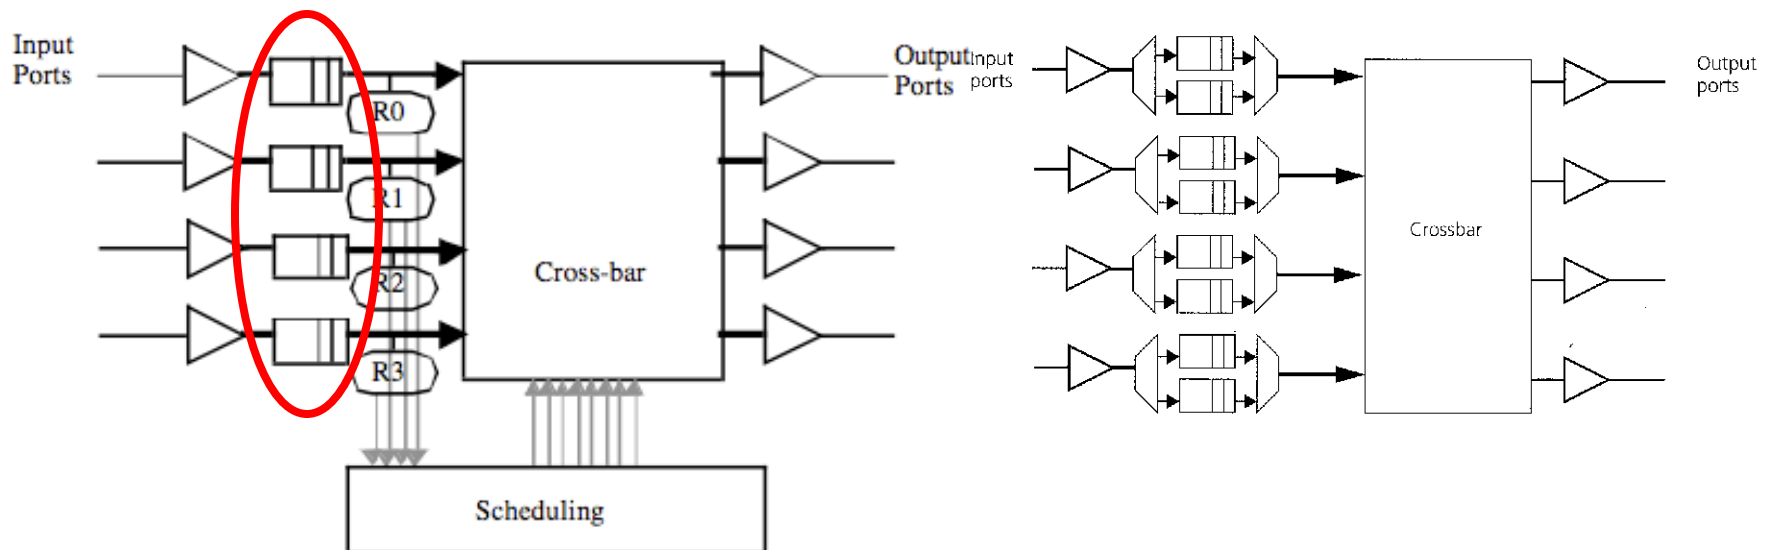 Input
Ports
R0
R1
R2
R3
Cross-bar
Scheduling
Output
Ports
Input
ports
Crossbar
Output
ports